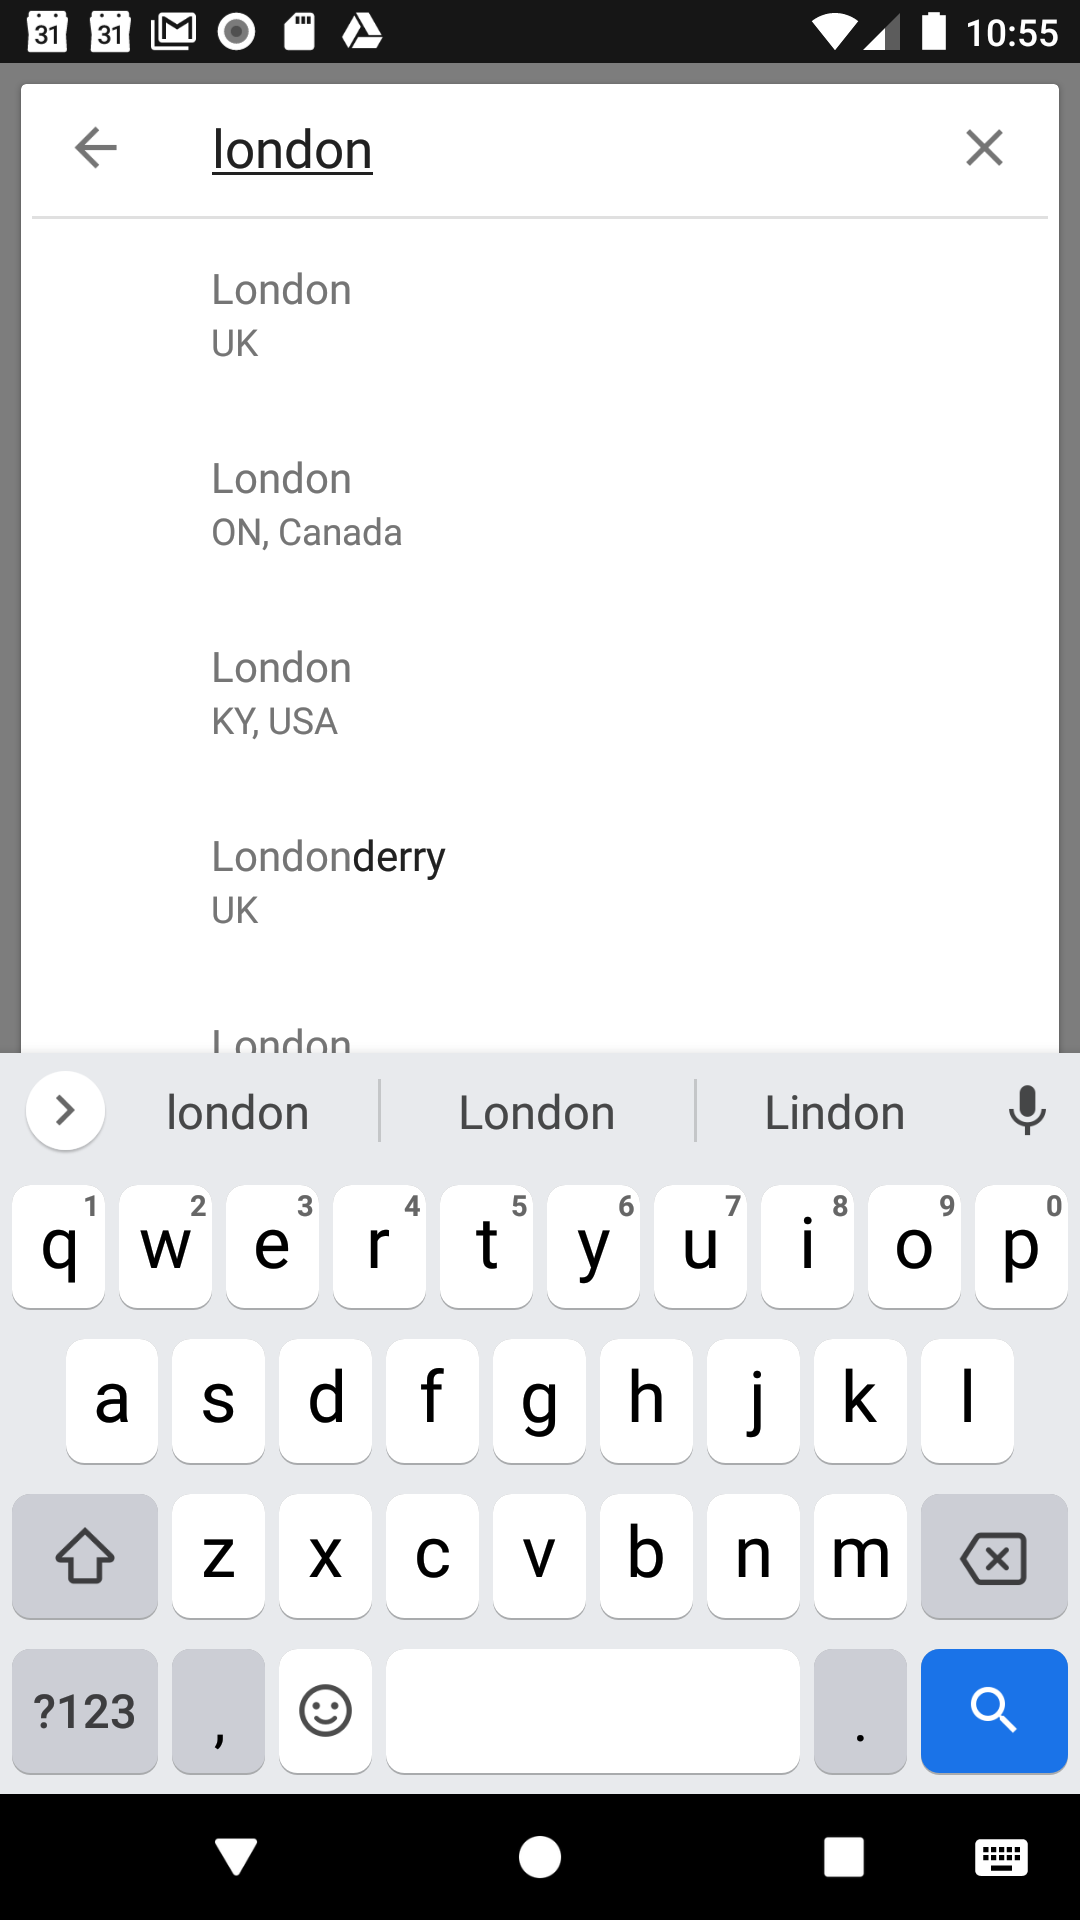 31 31 10:55
london
London
UK
London
ON, Canada
London
KY, USA
Londonderry
UK
London
london London Lindon
1 2 3 4 5 6 7 8 9 0
q w e r t y u i o p
a s d f g h j k l
z x c v b n m
?123 , .